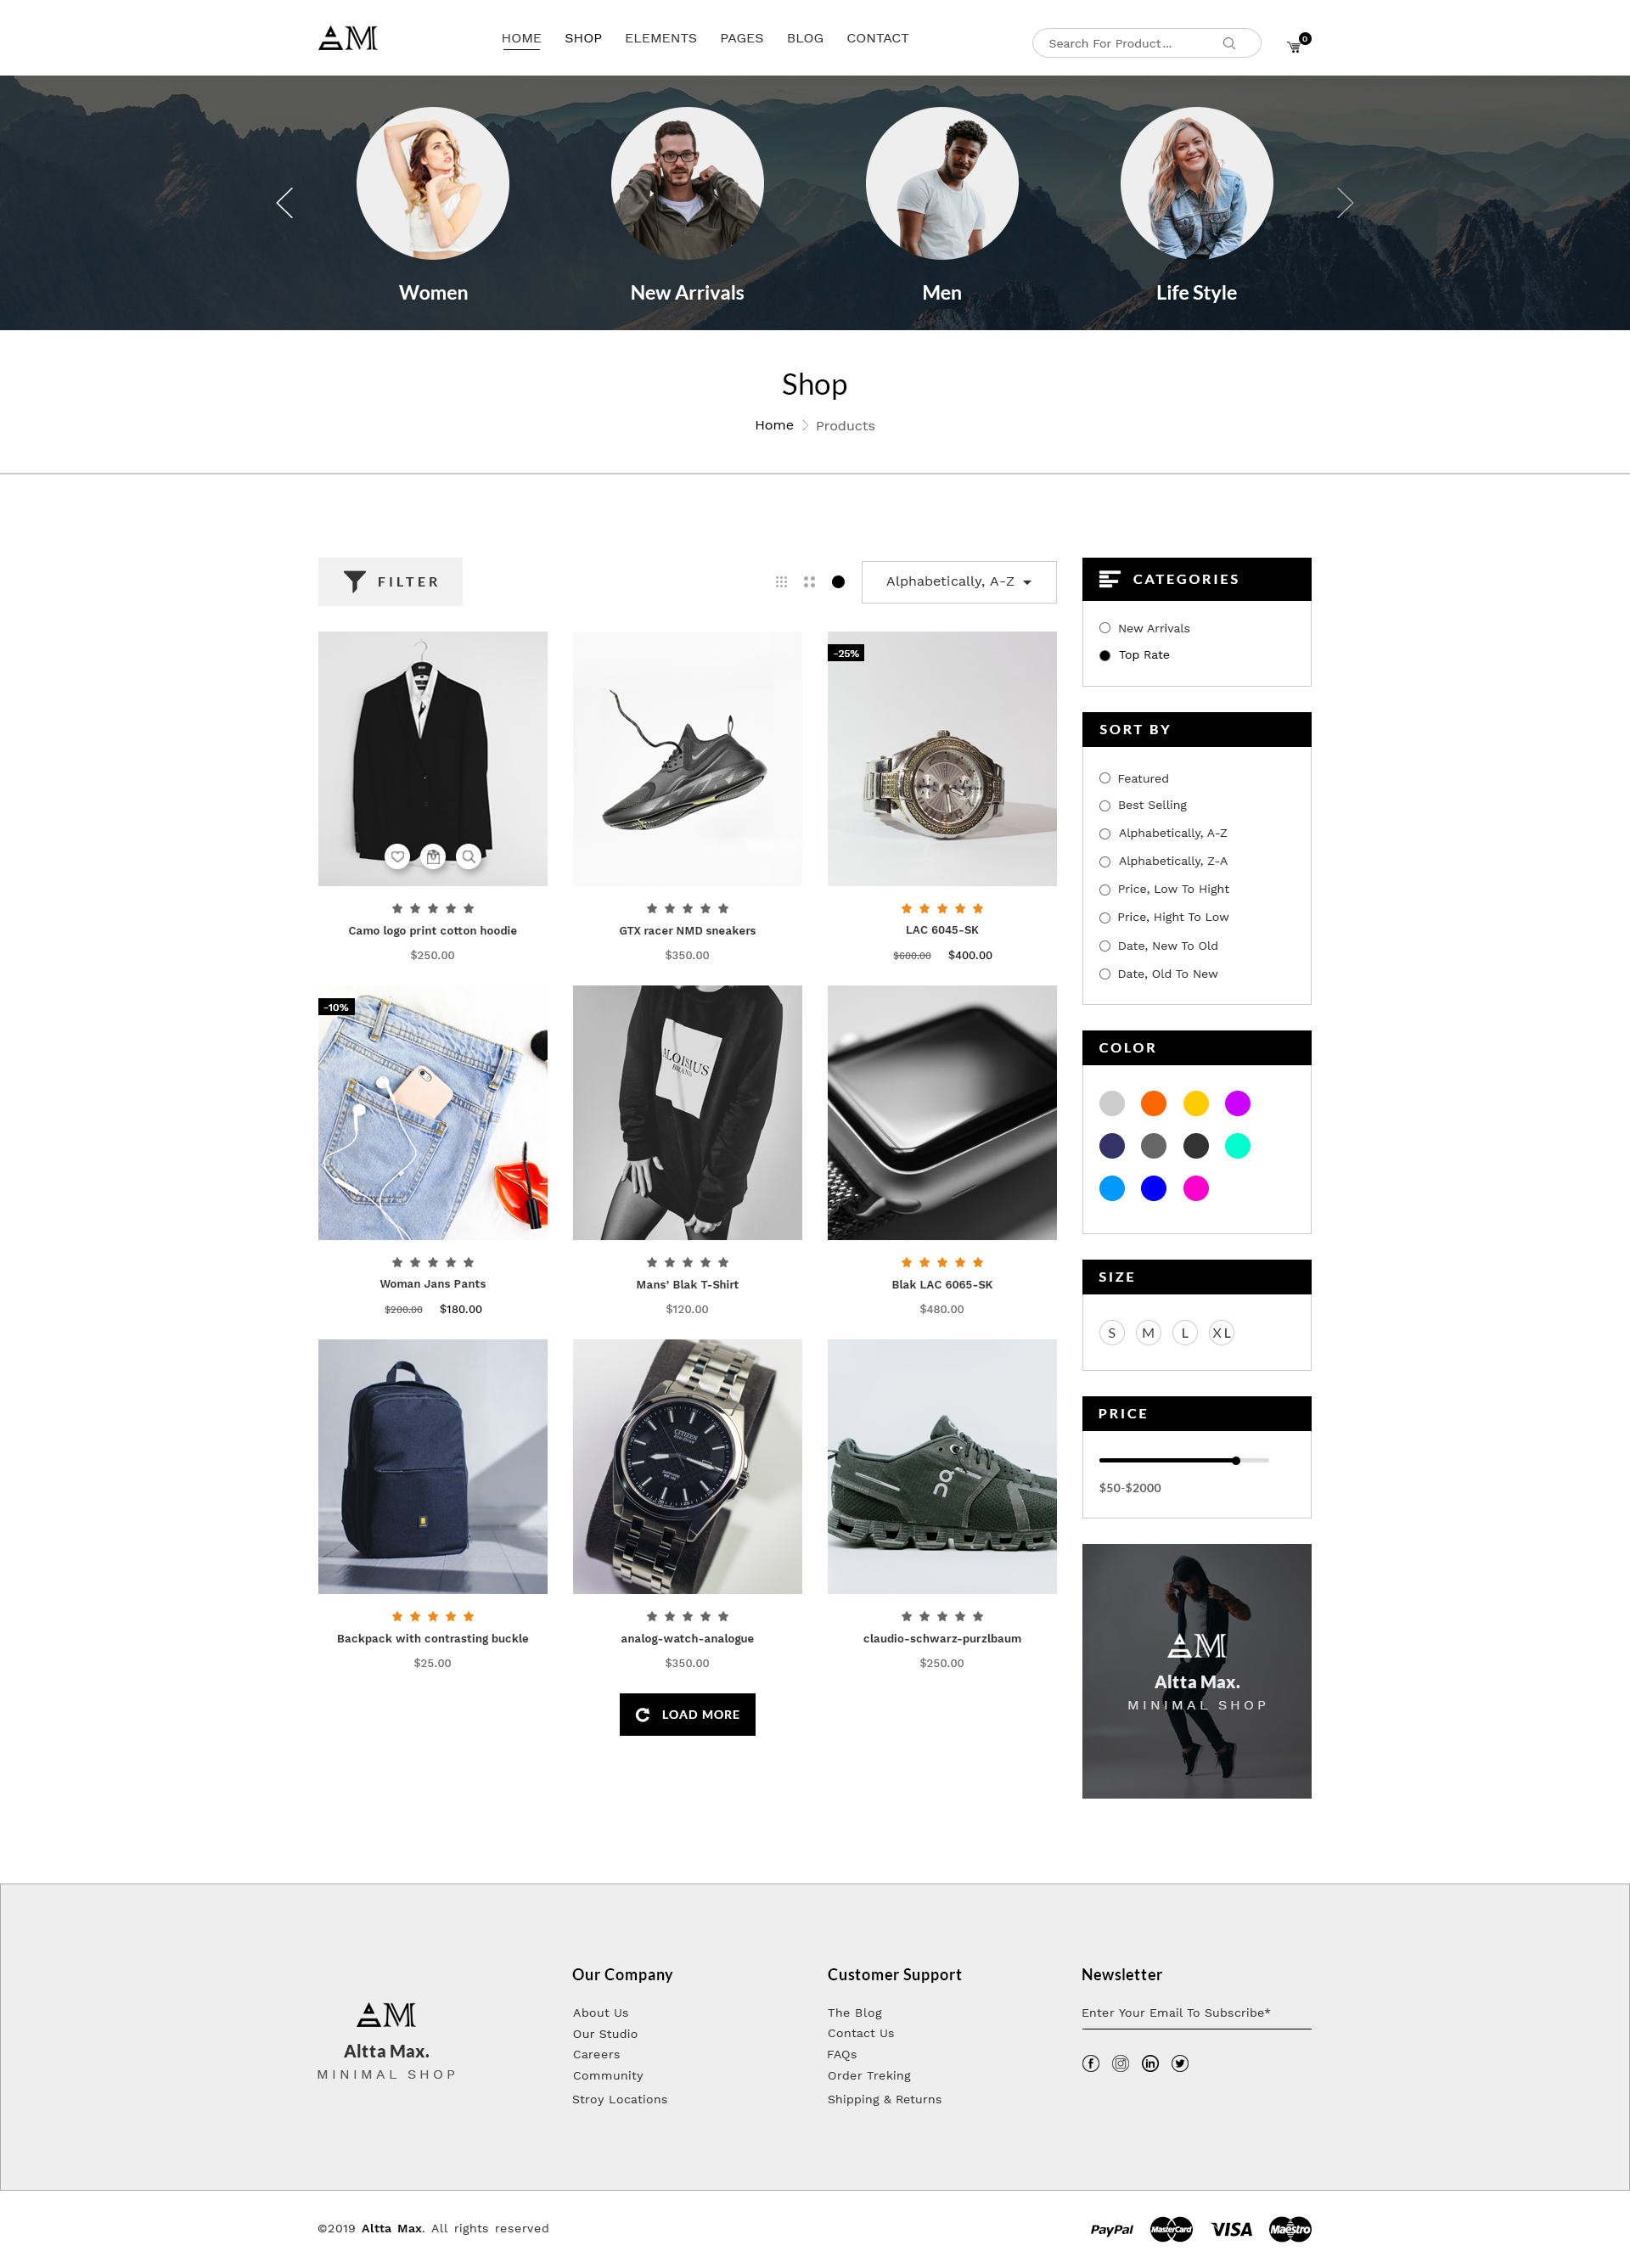 AM
HOME SHOP ELEMENTS PAGES BLOG CONTACT
Search For Product...
0
Women
New Arrivals
Men
Life Style
Shop
Home Products
FILTER
Alphabetically, A-Z
CATEGORIES
New Arrivals
Top Rate
SORT BY
Featured
Best Selling
Alphabetically, A-Z
Alphabetically, Z-A
Price, Low To Hight
Price, Hight To Low
Date, New To Old
Date, Old To New
COLOR
SIZE
S M L XL
PRICE
$50-$2000
AM
Altta Max.
MINIMAL SHOP
Camo logo print cotton hoodie
$250.00
GTX racer NMD sneakers
$350.00
-25%
LAC 6045-SK
$600.00 $400.00
-10%
Woman Jans Pants
$200.00 $180.00
ALOISIUS
BRAND
Mans’ Blak T-Shirt
$120.00
Blak LAC 6065-SK
$480.00
Backpack with contrasting buckle
$25.00
CITIZEN
Eco-Drive
analog-watch-analogue
$350.00
claudio-schwarz-purzlbaum
$250.00
LOAD MORE
AM
Altta Max.
MINIMAL SHOP
Our Company
About Us
Our Studio
Careers
Community
Stroy Locations
Customer Support
The Blog
Contact Us
FAQs
Order Treking
Shipping & Returns
Newsletter
Enter Your Email To Subscribe*
©2019 Altta Max. All rights reserved
PayPal MasterCard VISA Maestro